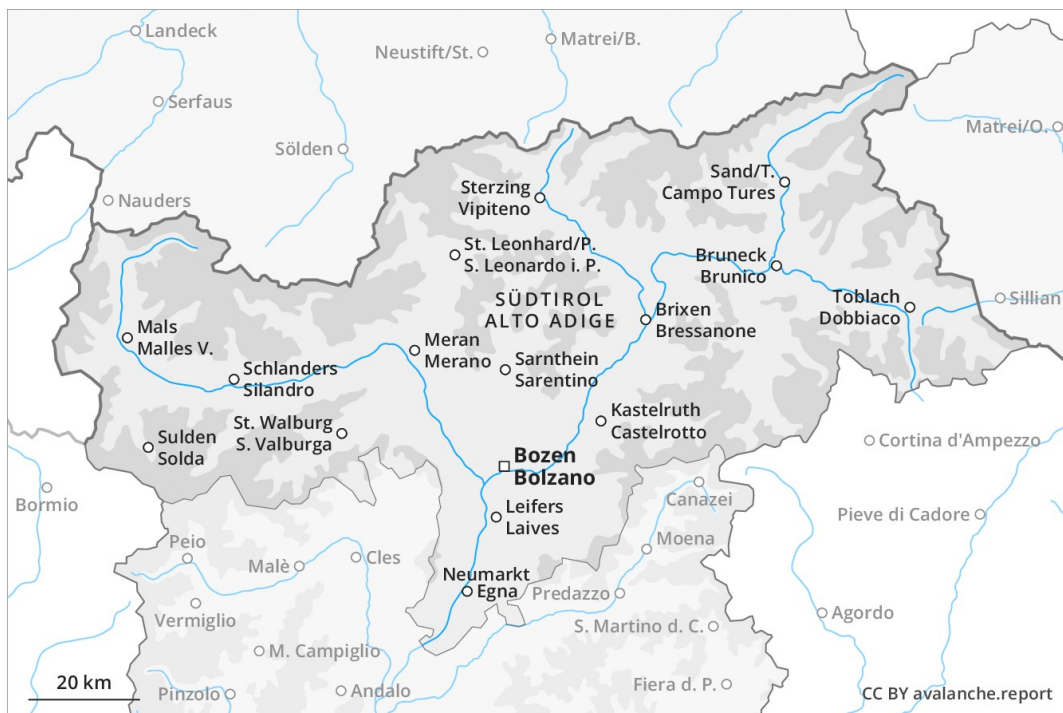 Landeck
Neustift/St.
Matrei/B.
Serfaus
Matrei/O.
Sölden
Nauders
Sterzing
Vipiteno
Sand/T.
Campo Tures
St. Leonhard/P.
S. Leonardo i. P.
Bruneck
Brunico
SÜDTIROL
ALTO ADIGE
Toblach
Dobbiaco
Sillian
Brixen
Bressanone
Mals
Malles V.
Meran
Merano
Schlanders
Silandro
Sarnthein
Sarentino
St. Walburg
S. Valburga
Kastelruth
Castelrotto
Sulden
Solda
Cortina d'Ampezzo
Bozen
Bolzano
Bormio
Canazei
Leifers
Laives
Pieve di Cadore
Moena
Peio
Malè
Cles
Neumarkt
Egna
Predazzo
Vermiglio
Agordo
S. Martino d. C.
M. Campiglio
20 km
Pinzolo
Andalo
Fiera d. P.
CC BY avalanche.report